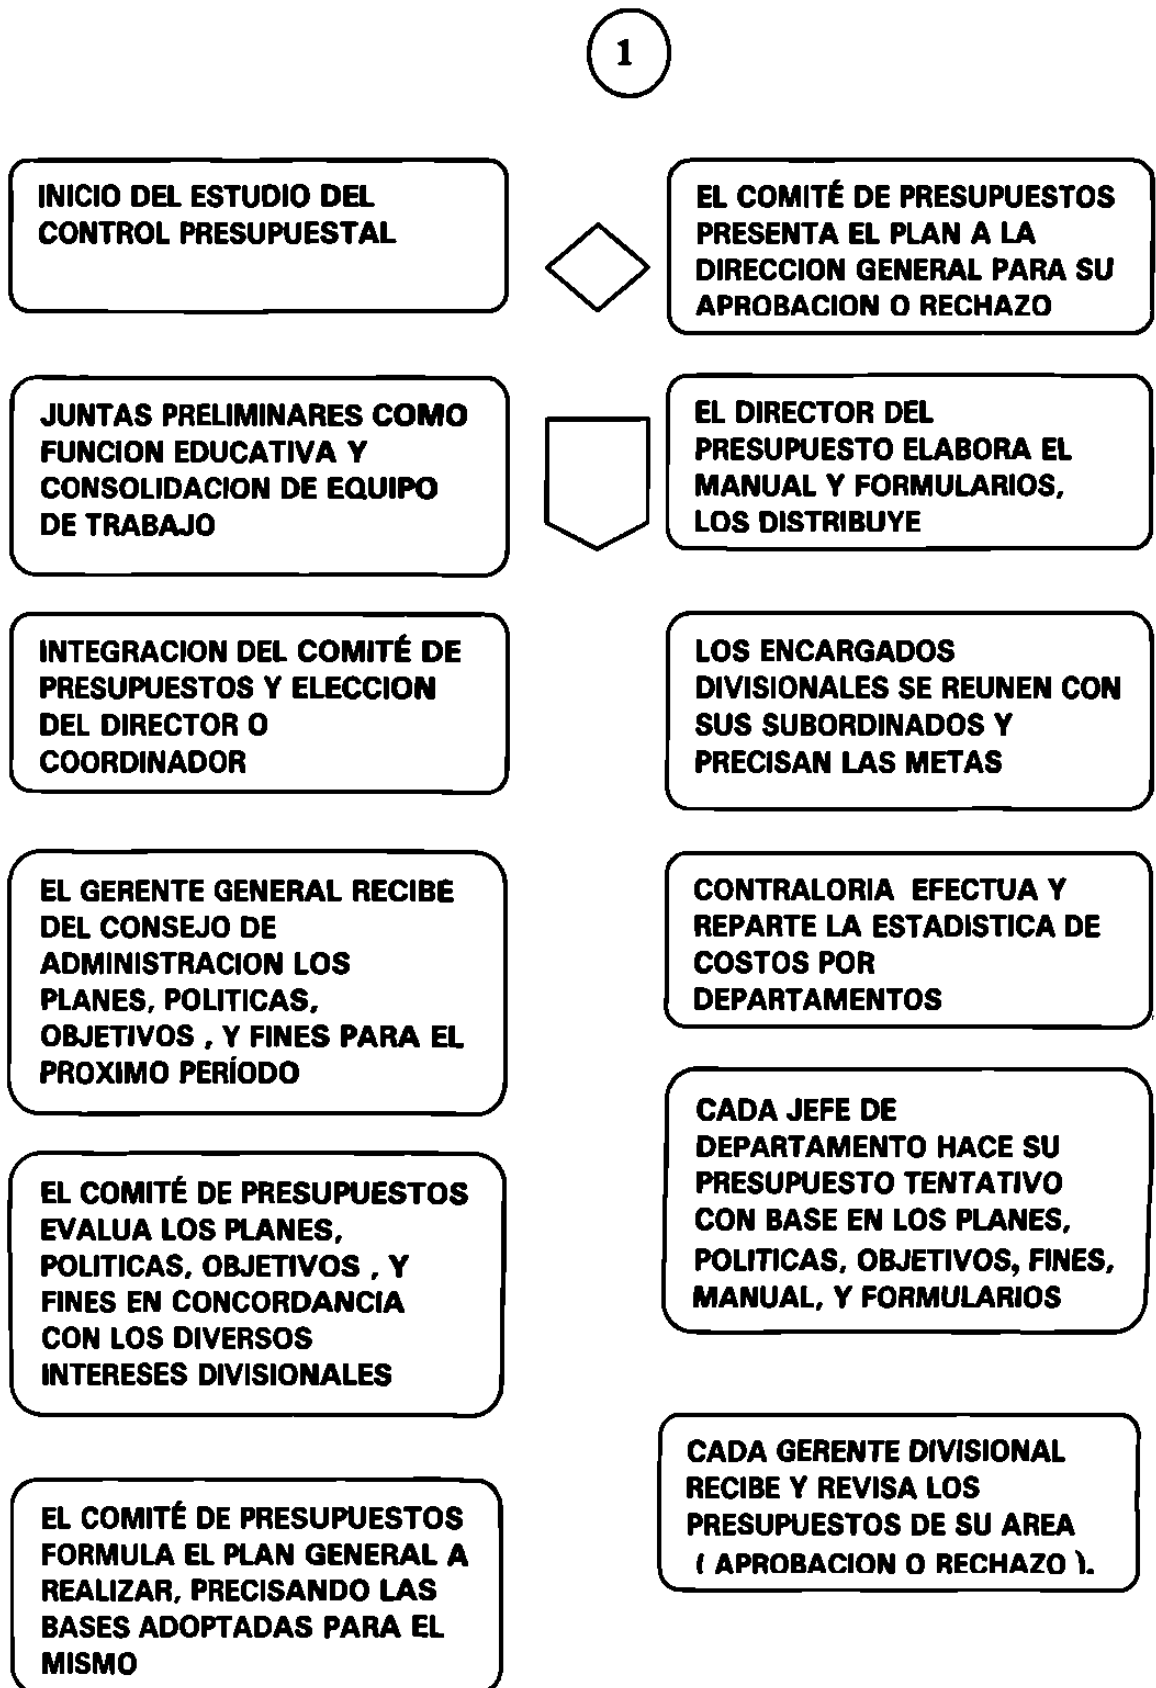 1
INICIO DEL ESTUDIO DEL
CONTROL PRESUPUESTAL
JUNTAS PRELIMINARES COMO
FUNCION EDUCATIVA Y
CONSOLIDACION DE EQUIPO
DE TRABAJO
INTEGRACION DEL COMITÉ DE
PRESUPUESTOS Y ELECCION
DEL DIRECTOR O
COORDINADOR
EL GERENTE GENERAL RECIBE
DEL CONSEJO DE
ADMINISTRACION LOS
PLANES, POLITICAS,
OBJETIVOS , Y FINES PARA EL
PROXIMO PERÍODO
EL COMITÉ DE PRESUPUESTOS
EVALUA LOS PLANES,
POLITICAS, OBJETIVOS , Y
FINES EN CONCORDANCIA
CON LOS DIVERSOS
INTERESES DIVISIONALES
EL COMITÉ DE PRESUPUESTOS
FORMULA EL PLAN GENERAL A
REALIZAR, PRECISANDO LAS
BASES ADOPTADAS PARA EL
MISMO
EL COMITÉ DE PRESUPUESTOS
PRESENTA EL PLAN A LA
DIRECCION GENERAL PARA SU
APROBACION O RECHAZO
EL DIRECTOR DEL
PRESUPUESTO ELABORA EL
MANUAL Y FORMULARIOS,
LOS DISTRIBUYE
LOS ENCARGADOS
DIVISIONALES SE REUNEN CON
SUS SUBORDINADOS Y
PRECISAN LAS METAS
CONTRALORIA EFECTUA Y
REPARTE LA ESTADISTICA DE
COSTOS POR
DEPARTAMENTOS
CADA JEFE DE
DEPARTAMENTO HACE SU
PRESUPUESTO TENTATIVO
CON BASE EN LOS PLANES,
POLITICAS, OBJETIVOS, FINES,
MANUAL, Y FORMULARIOS
CADA GERENTE DIVISIONAL
RECIBE Y REVISA LOS
PRESUPUESTOS DE SU AREA
( APROBACION O RECHAZO ).